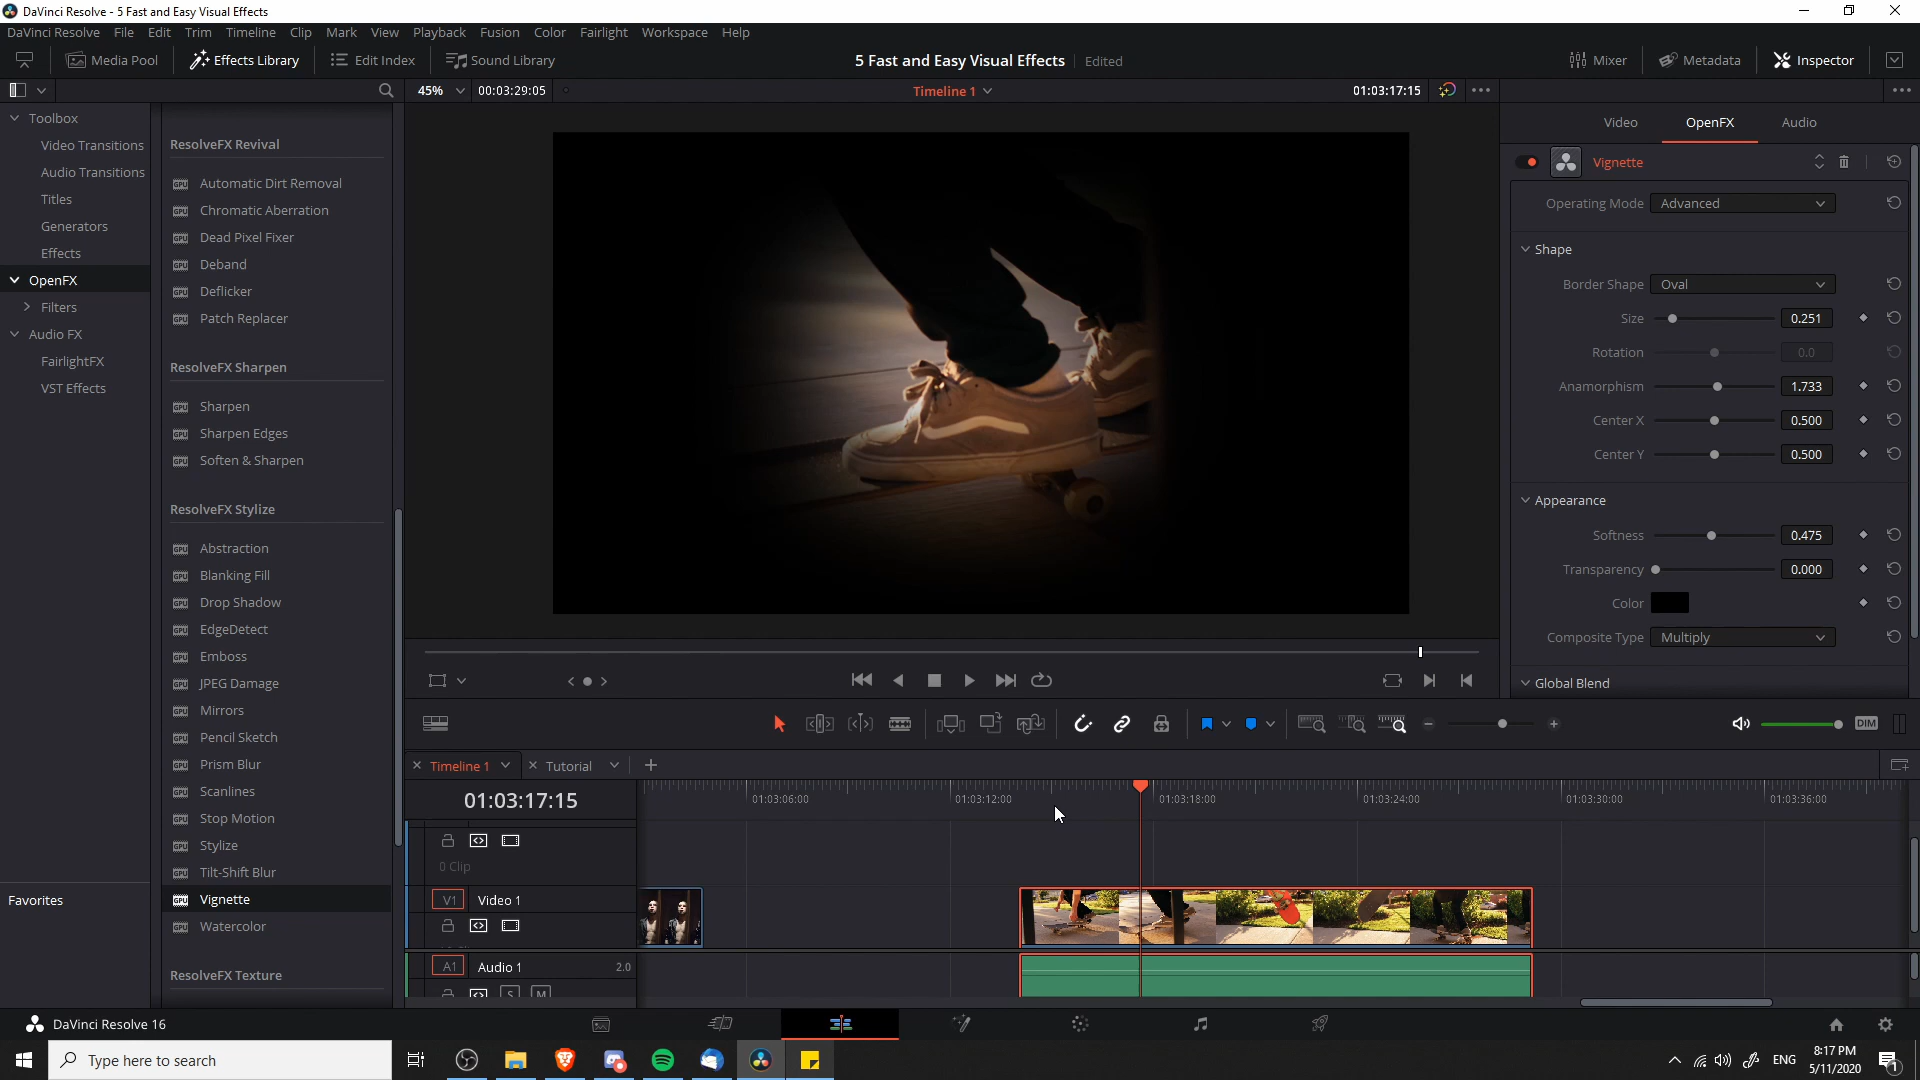 DaVinci Resolve - 5 Fast and Easy Visual Effects
DaVinci Resolve File Edit Trim Timeline Clip Mark View Playback Fusion Color Fairlight Workspace Help
Media Pool Effects Library Edit Index Sound Library 5 Fast and Easy Visual Effects Edited Mixer Metadata Inspector
45% 00:03:29:05 Timeline 1 01:03:17:15
Toolbox
Video Transitions
Audio Transitions
Titles
Generators
Effects
OpenFX
Filters
Audio FX
FairlightFX
VST Effects
Favorites
ResolveFX Revival
Automatic Dirt Removal
Chromatic Aberration
Dead Pixel Fixer
Deband
Deflicker
Patch Replacer
ResolveFX Sharpen
Sharpen
Sharpen Edges
Soften & Sharpen
ResolveFX Stylize
Abstraction
Blanking Fill
Drop Shadow
EdgeDetect
Emboss
JPEG Damage
Mirrors
Pencil Sketch
Prism Blur
Scanlines
Stop Motion
Stylize
Tilt-Shift Blur
Vignette
Watercolor
ResolveFX Texture
Video OpenFX Audio
Vignette
Operating Mode Advanced
Shape
Border Shape Oval
Size 0.251
Rotation 0.0
Anamorphism 1.733
Center X 0.500
Center Y 0.500
Appearance
Softness 0.475
Transparency 0.000
Color
Composite Type Multiply
Global Blend
DIM
Timeline 1 Tutorial
01:03:17:15 01:03:06:00 01:03:12:00 01:03:18:00 01:03:24:00 01:03:30:00 01:03:36:00
0 Clip
V1 Video 1
A1 Audio 1 2.0
S M
DaVinci Resolve 16
Type here to search
ENG 8:17 PM
5/11/2020
1